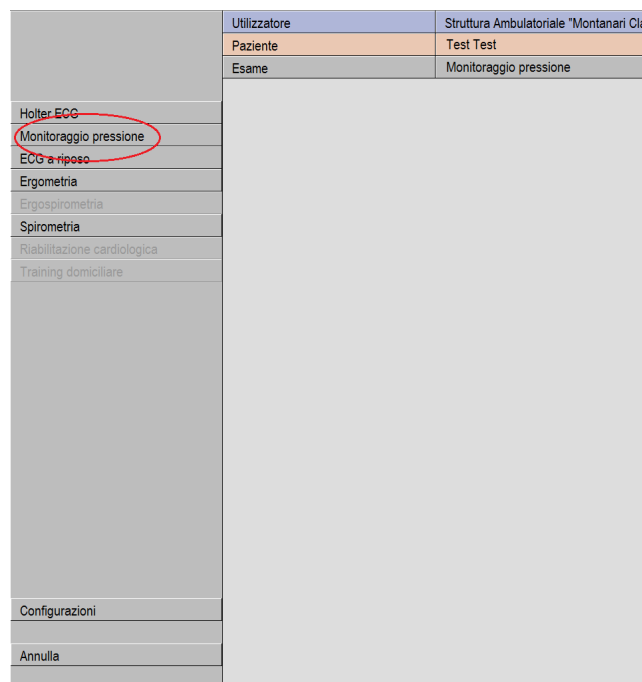 Utilizzatore Struttura Ambulatoriale "Montanari Cla
Paziente Test Test
Esame Monitoraggio pressione
Holter ECG
Monitoraggio pressione
ECG a riposo
Ergometria
Ergospirometria
Spirometria
Riabilitazione cardiologica
Training domiciliare
Configurazioni
Annulla